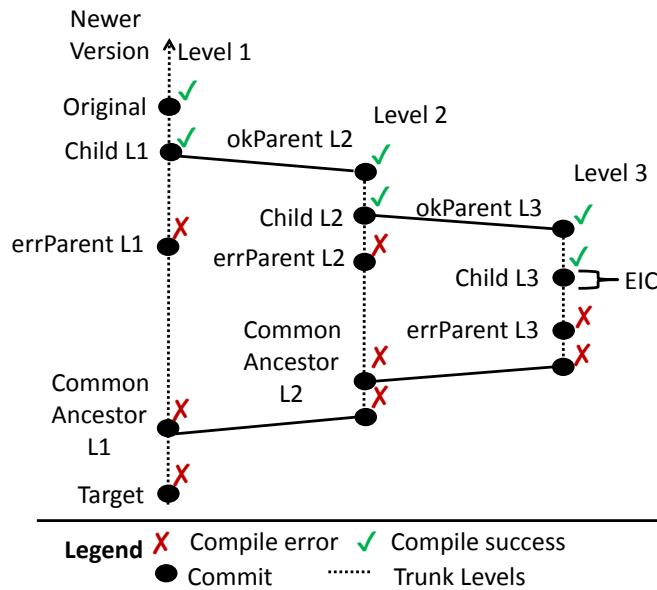 Newer
Version
Level 1
Original
Level 2
okParent L2
Child L1
Level 3
Child L2
okParent L3
errParent L1
errParent L2
Child L3
EIC
Common
Ancestor
L2
errParent L3
Common
Ancestor
L1
Target
Legend
Compile error
Compile success
Commit
Trunk Levels